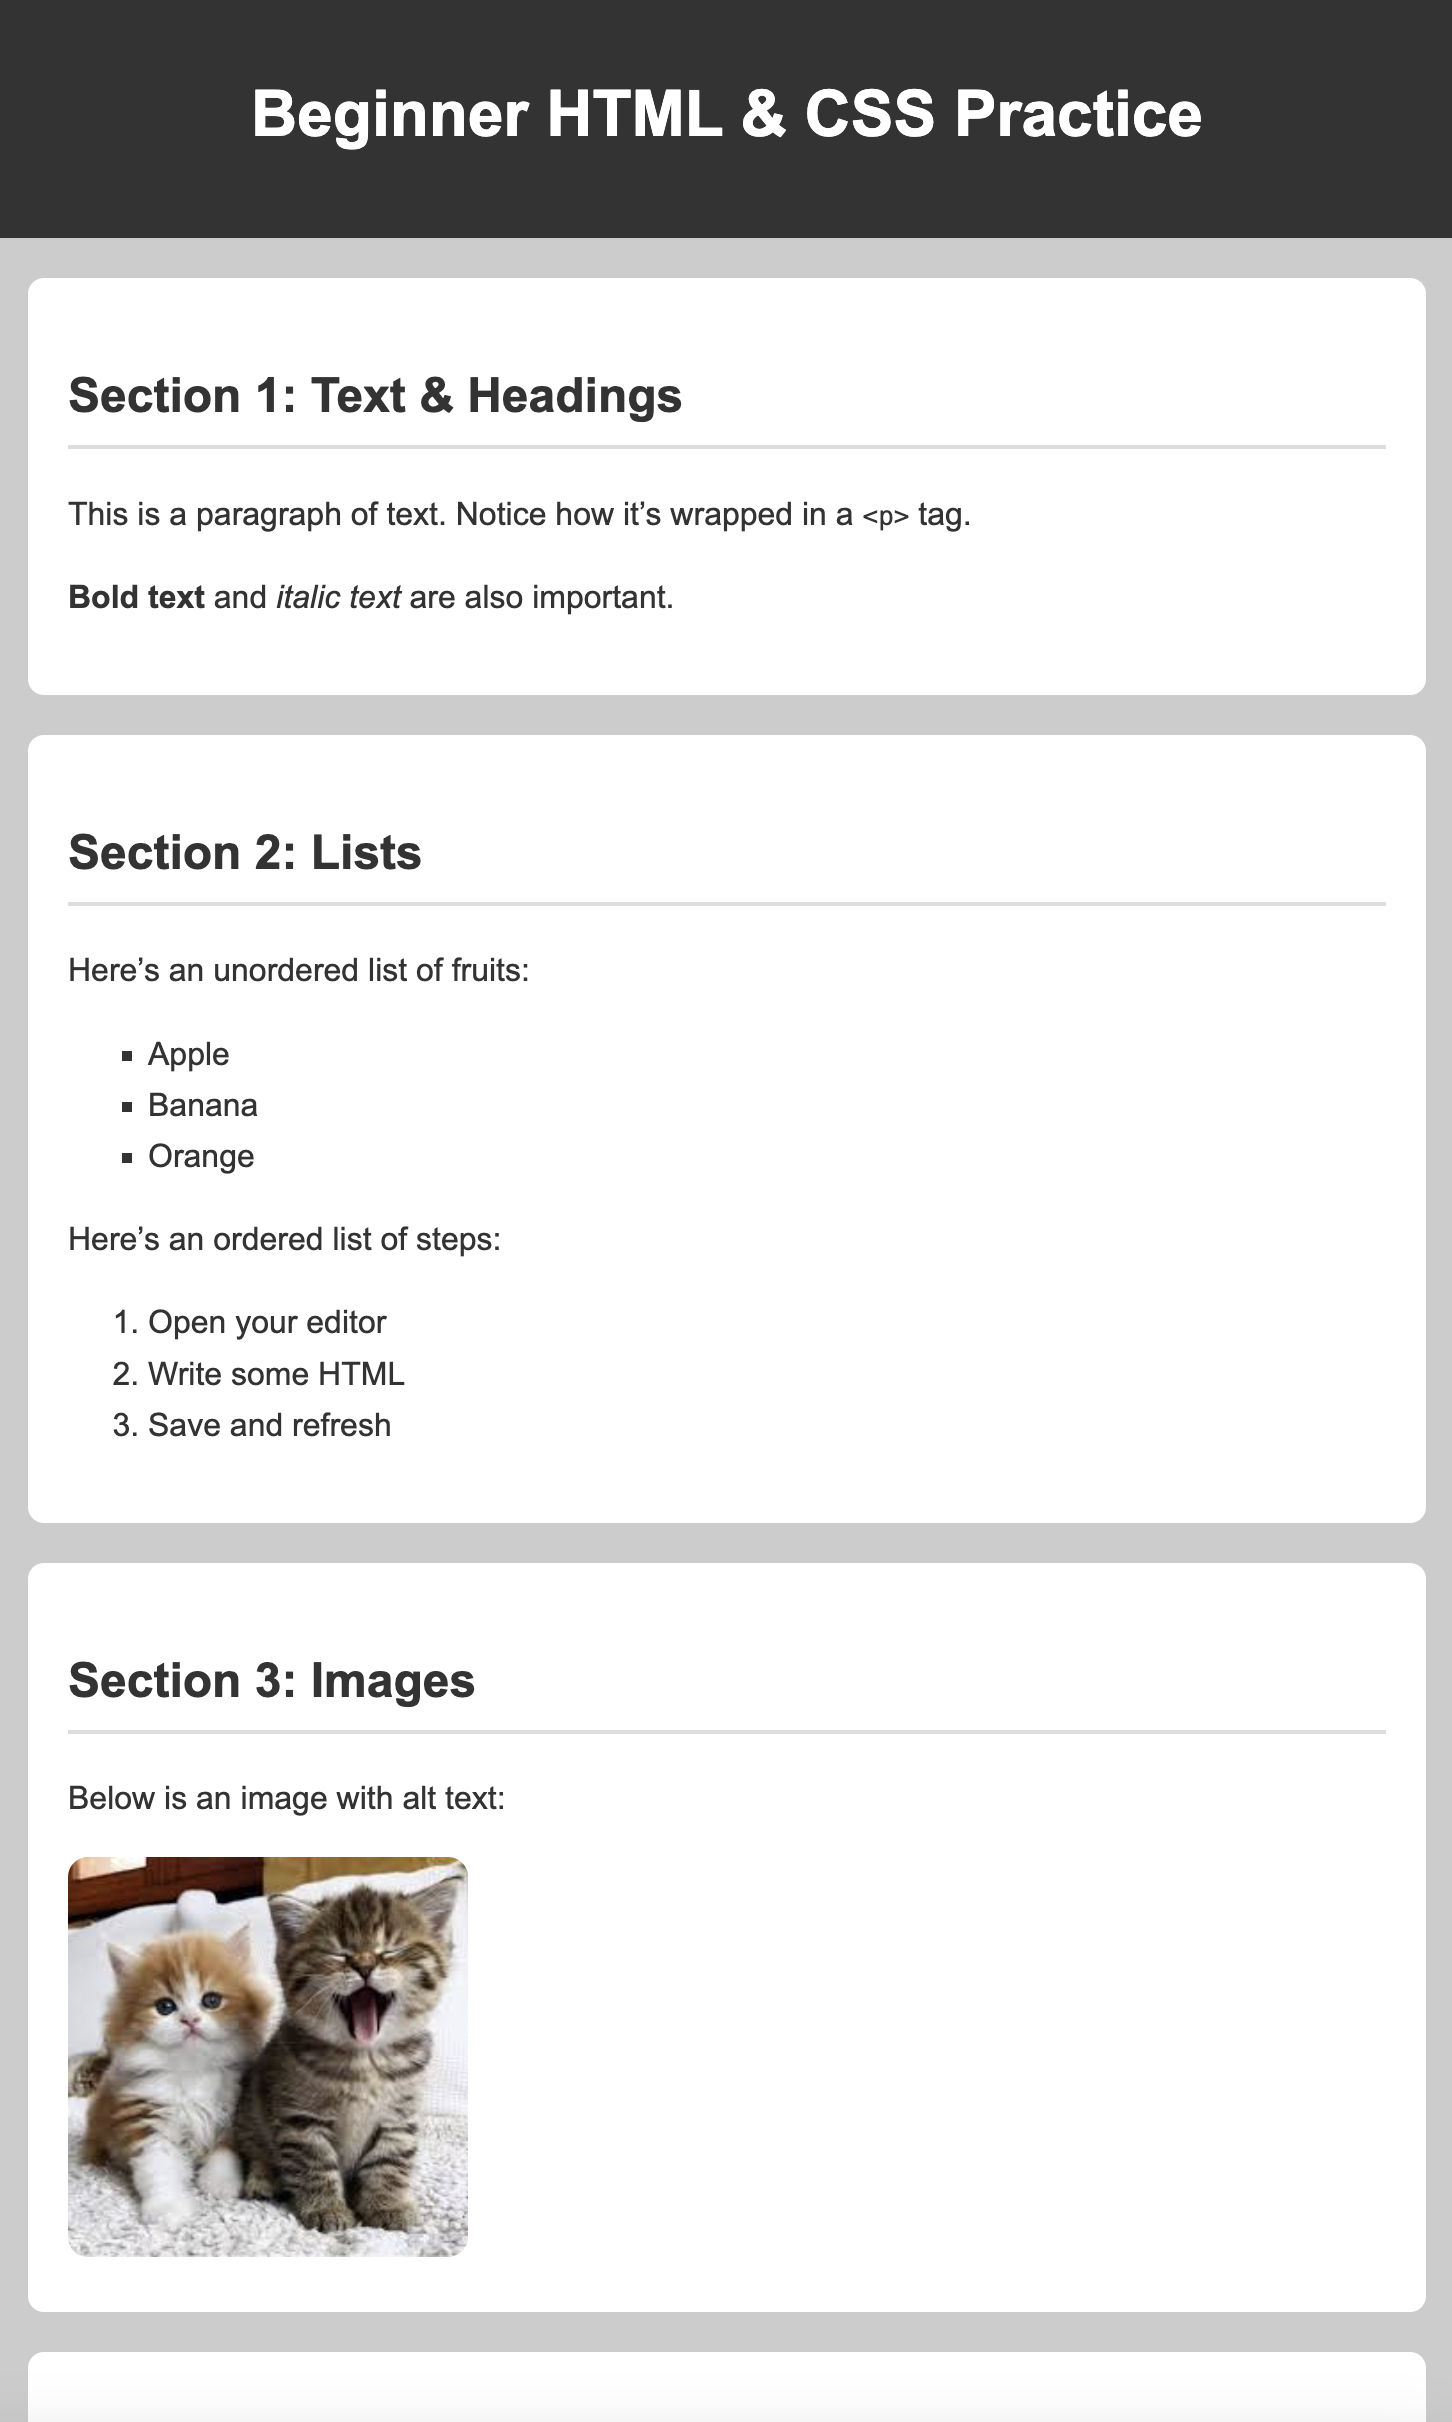 Beginner HTML & CSS Practice
Section 1: Text & Headings
This is a paragraph of text. Notice how it’s wrapped in a <p> tag.
Bold text and italic text are also important.
Section 2: Lists
Here’s an unordered list of fruits:
▪ Apple
▪ Banana
▪ Orange
Here’s an ordered list of steps:
1. Open your editor
2. Write some HTML
3. Save and refresh
Section 3: Images
Below is an image with alt text: